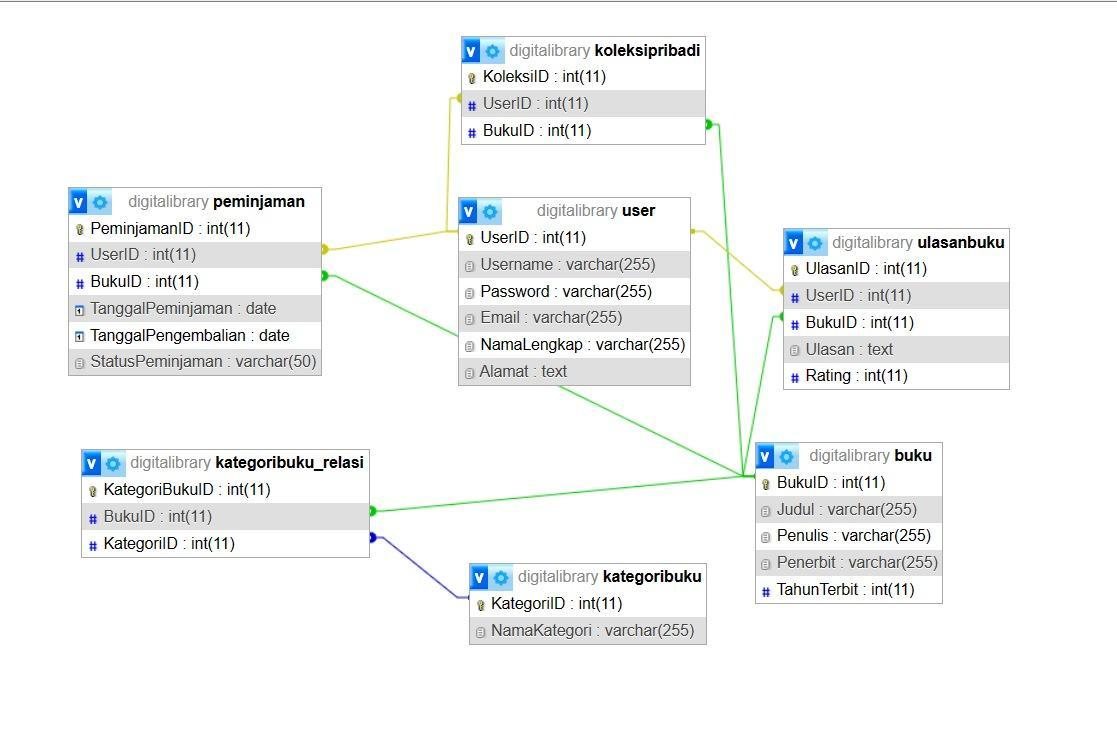 digitalibrary koleksipribadi
KoleksiID : int(11)
UserID : int(11)
BukuID : int(11)
digitalibrary peminjaman
PeminjamanID : int(11)
UserID : int(11)
BukuID : int(11)
TanggalPeminjaman : date
TanggalPengembalian : date
StatusPeminjaman : varchar(50)
digitalibrary user
UserID : int(11)
Username : varchar(255)
Password : varchar(255)
Email : varchar(255)
NamaLengkap : varchar(255)
Alamat : text
digitalibrary ulasanbuku
UlasanID : int(11)
UserID : int(11)
BukuID : int(11)
Ulasan : text
Rating : int(11)
digitalibrary kategoribuku_relasi
KategoriBukuID : int(11)
BukuID : int(11)
KategoriID : int(11)
digitalibrary kategoribuku
KategoriID : int(11)
NamaKategori : varchar(255)
digitalibrary buku
BukuID : int(11)
Judul : varchar(255)
Penulis : varchar(255)
Penerbit : varchar(255)
TahunTerbit : int(11)